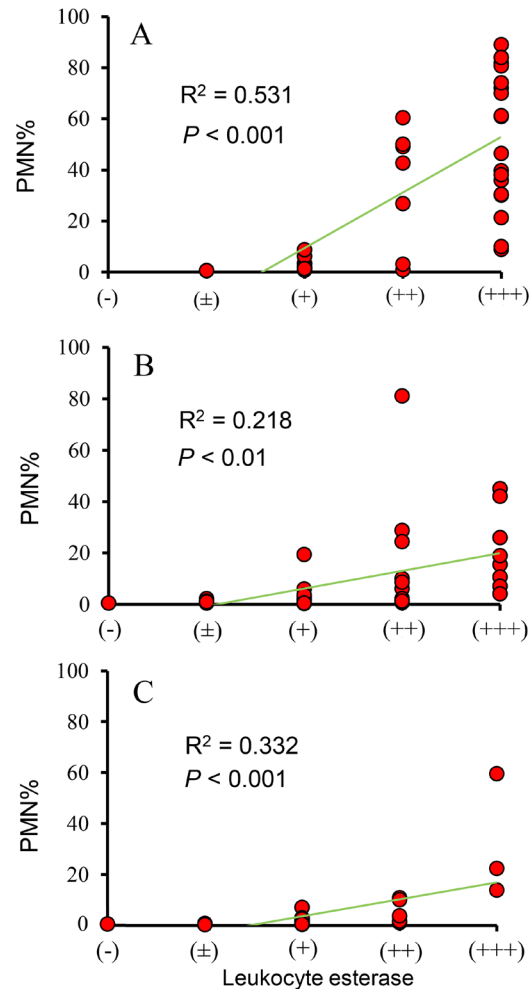 A
100
80
60
40
20
0
PMN%
R² = 0.531
P < 0.001
(-) (±) (+) (++) (+++)
B
100
80
60
40
20
0
PMN%
R² = 0.218
P < 0.01
(-) (±) (+) (++) (+++)
C
100
80
60
40
20
0
PMN%
R² = 0.332
P < 0.001
(-) (±) (+) (++) (+++)
Leukocyte esterase